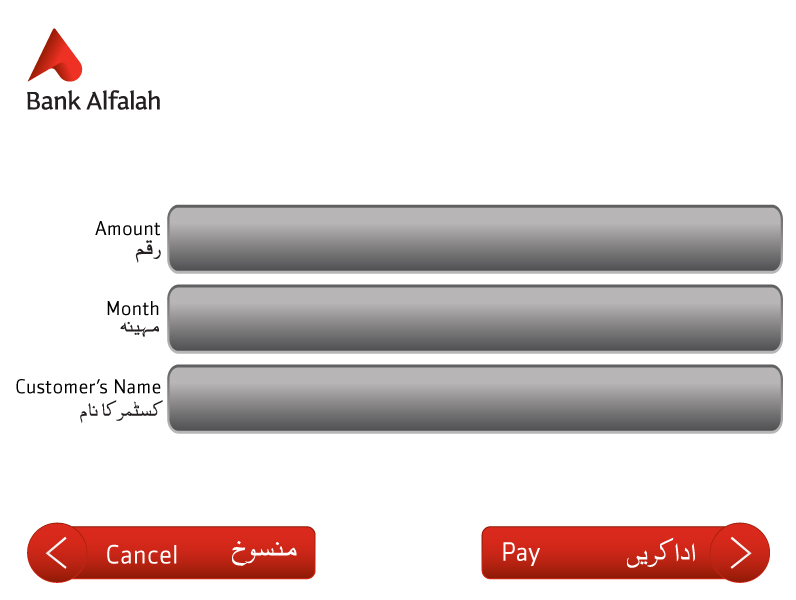 Bank Alfalah
Amount
رقم
Month
مہینہ
Customer's Name
کسٹمر کا نام
Cancel منسوخ
Pay ادا کریں